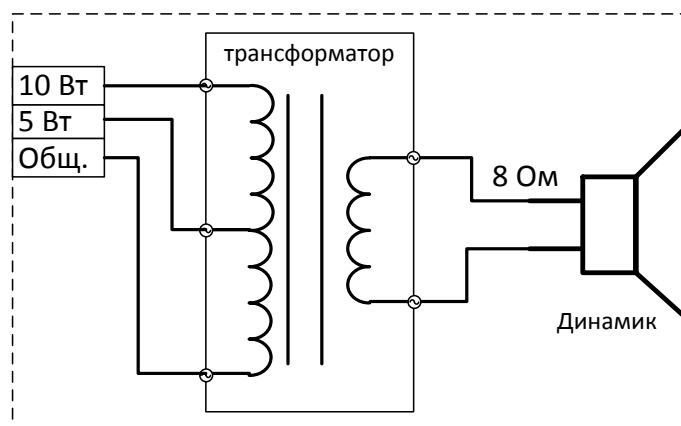 трансформатор
10 Вт
5 Вт
Общ.
8 Ом
Динамик